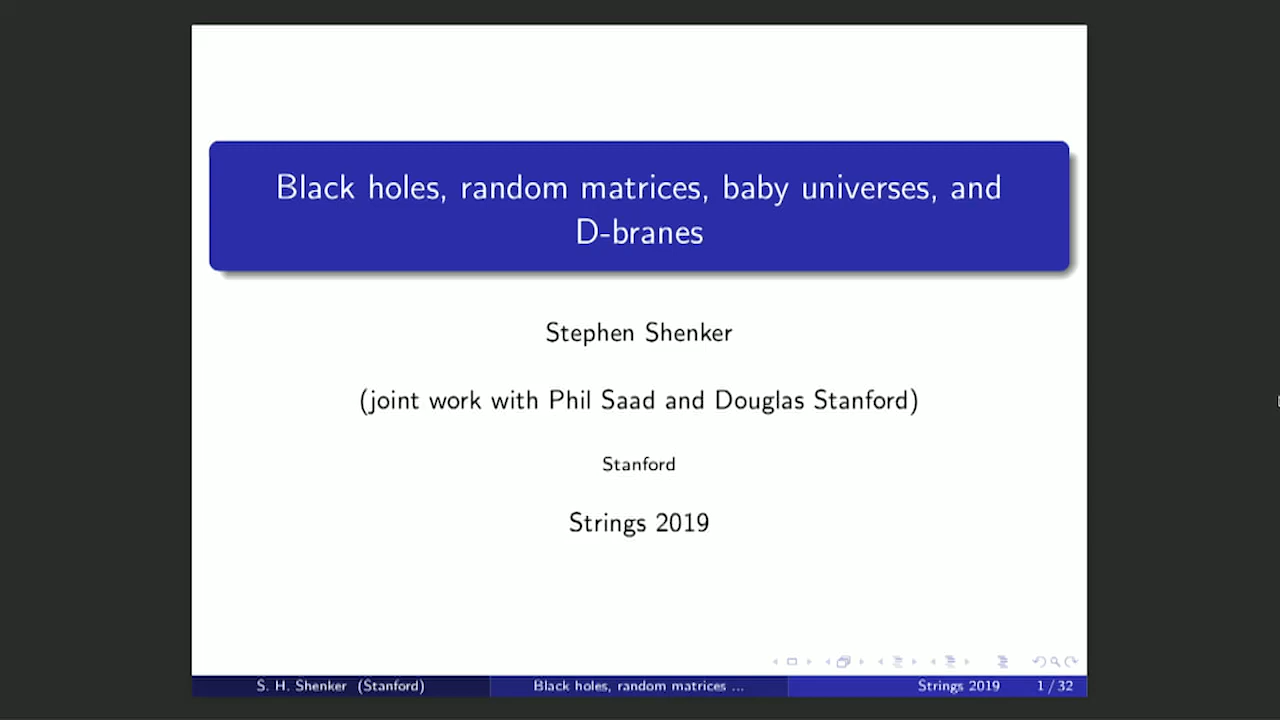 Black holes, random matrices, baby universes, and
D-branes
Stephen Shenker
(joint work with Phil Saad and Douglas Stanford)
Stanford
Strings 2019
S. H. Shenker (Stanford)
Black holes, random matrices ...
Strings 2019
1 / 32